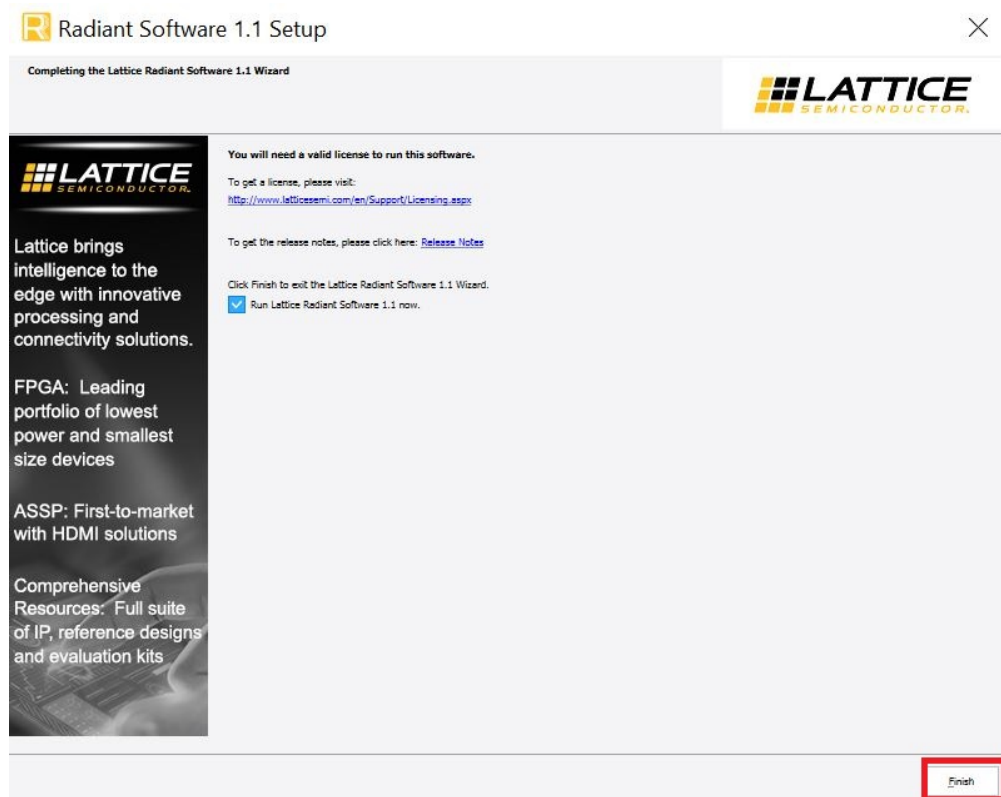 Radiant Software 1.1 Setup
Completing the Lattice Radiant Software 1.1 Wizard
LATTICE
SEMICONDUCTOR.
LATTICE
SEMICONDUCTOR.
Lattice brings
intelligence to the
edge with innovative
processing and
connectivity solutions.
FPGA: Leading
portfolio of lowest
power and smallest
size devices
ASSP: First-to-market
with HDMI solutions
Comprehensive
Resources: Full suite
of IP, reference designs
and evaluation kits
You will need a valid license to run this software.
To get a license, please visit:
http://www.latticesemi.com/en/Support/Licensing.aspx
To get the release notes, please click here: Release Notes
Click Finish to exit the Lattice Radiant Software 1.1 Wizard.
Run Lattice Radiant Software 1.1 now.
Finish